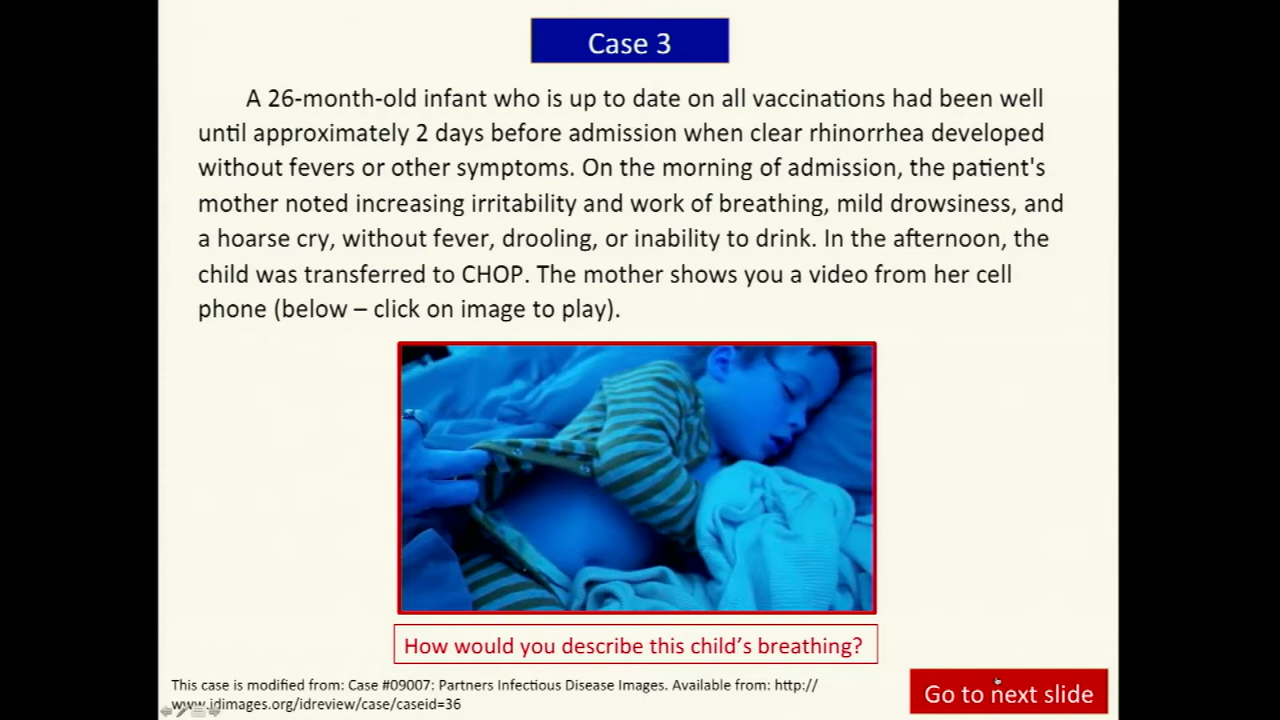 Case 3
A 26-month-old infant who is up to date on all vaccinations had been well
until approximately 2 days before admission when clear rhinorrhea developed
without fevers or other symptoms. On the morning of admission, the patient's
mother noted increasing irritability and work of breathing, mild drowsiness, and
a hoarse cry, without fever, drooling, or inability to drink. In the afternoon, the
child was transferred to CHOP. The mother shows you a video from her cell
phone (below – click on image to play).
How would you describe this child’s breathing?
This case is modified from: Case #09007: Partners Infectious Disease Images. Available from: http://
www.idimages.org/idreview/case/caseid=36
Go to next slide